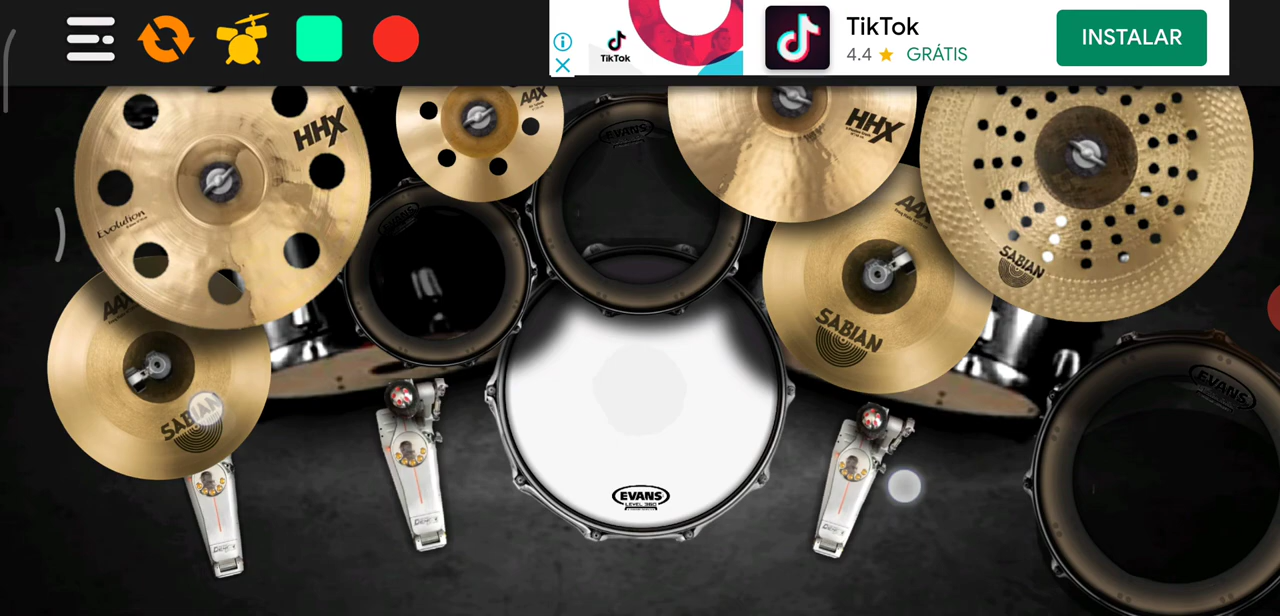 TikTok
TikTok
4.4 GRÁTIS
INSTALAR
HHX
Evolution
AAX
AAX
SABIAN
EVANS
HHX
AAX
SABIAN
SABIAN
EVANS
LEVEL 360
EVANS